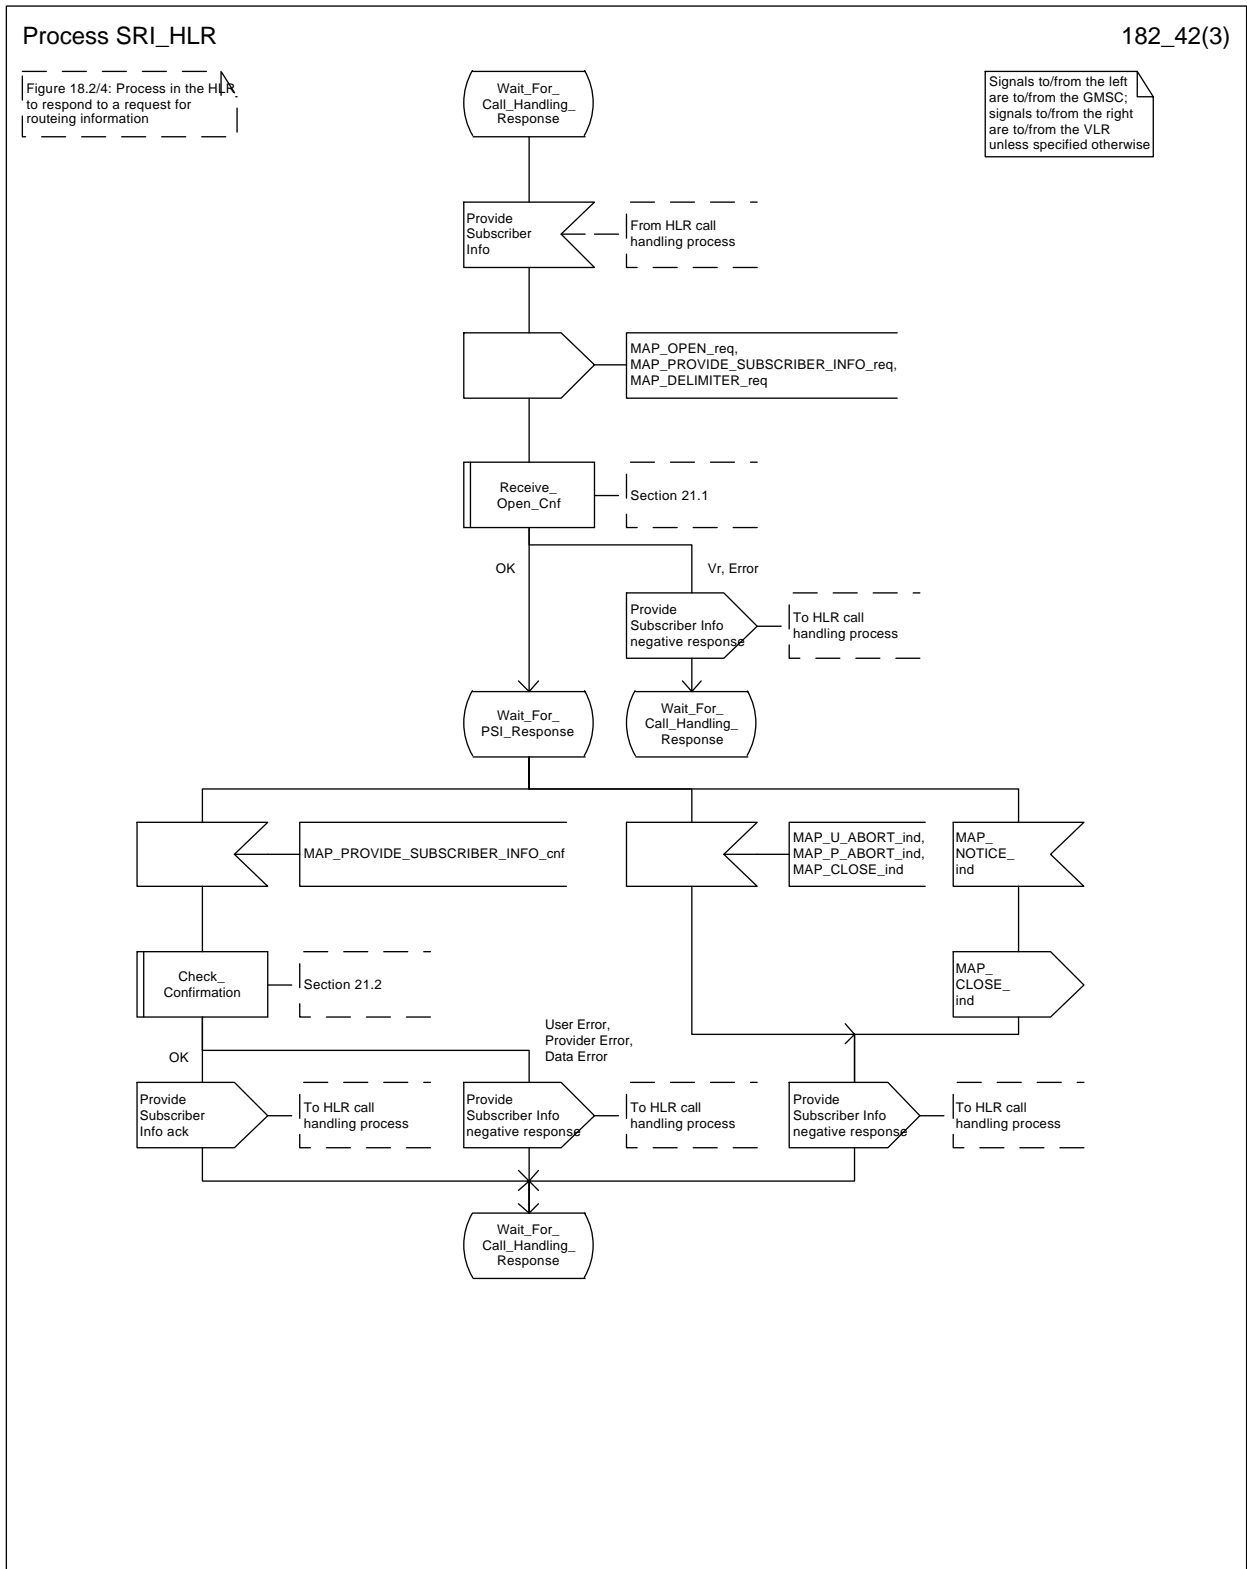 Process SRI_HLR
182_42(3)
Figure 18.2/4: Process in the HLR
to respond to a request for
routeing information
Wait_For_
Call_Handling_
Response
Signals to/from the left
are to/from the GMSC;
signals to/from the right
are to/from the VLR
unless specified otherwise
Provide
Subscriber
Info
From HLR call
handling process
MAP_OPEN_req,
MAP_PROVIDE_SUBSCRIBER_INFO_req,
MAP_DELIMITER_req
Receive_
Open_Cnf
Section 21.1
OK
Vr, Error
Provide
Subscriber Info
negative response
To HLR call
handling process
Wait_For_
PSI_Response
Wait_For_
Call_Handling_
Response
MAP_PROVIDE_SUBSCRIBER_INFO_cnf
MAP_U_ABORT_ind,
MAP_P_ABORT_ind,
MAP_CLOSE_ind
MAP_
NOTICE_
ind
Check_
Confirmation
Section 21.2
MAP_
CLOSE_
ind
OK
User Error,
Provider Error,
Data Error
Provide
Subscriber
Info ack
To HLR call
handling process
Provide
Subscriber Info
negative response
To HLR call
handling process
Provide
Subscriber Info
negative response
To HLR call
handling process
Wait_For_
Call_Handling_
Response